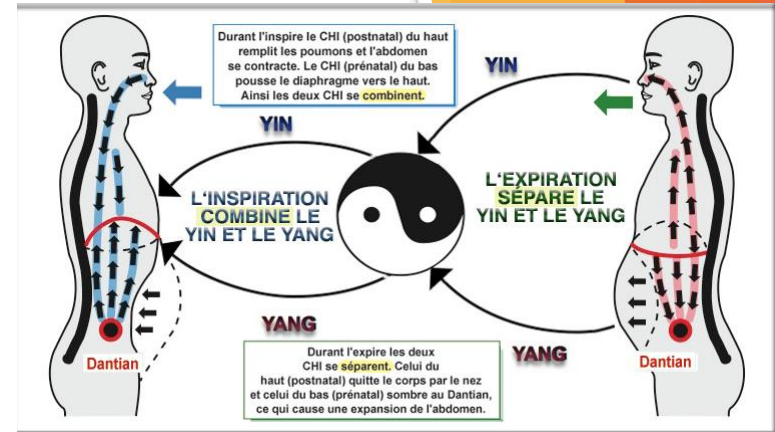 Durant l'inspire le CHI (postnatal) du haut
remplit les poumons et l'abdomen
se contracte. Le CHI (prénatal) du bas
pousse le diaphragme vers le haut.
Ainsi les deux CHI se combinent.
YIN
YIN
L'INSPIRATION
COMBINE LE
YIN ET LE YANG
L'EXPIRATION
SÉPARE LE
YIN ET LE YANG
YANG
YANG
Dantian
Dantian
Durant l'expire les deux
CHI se séparent. Celui du
haut (postnatal) quitte le corps par le nez
et celui du bas (prénatal) sombre au Dantian,
ce qui cause une expansion de l'abdomen.